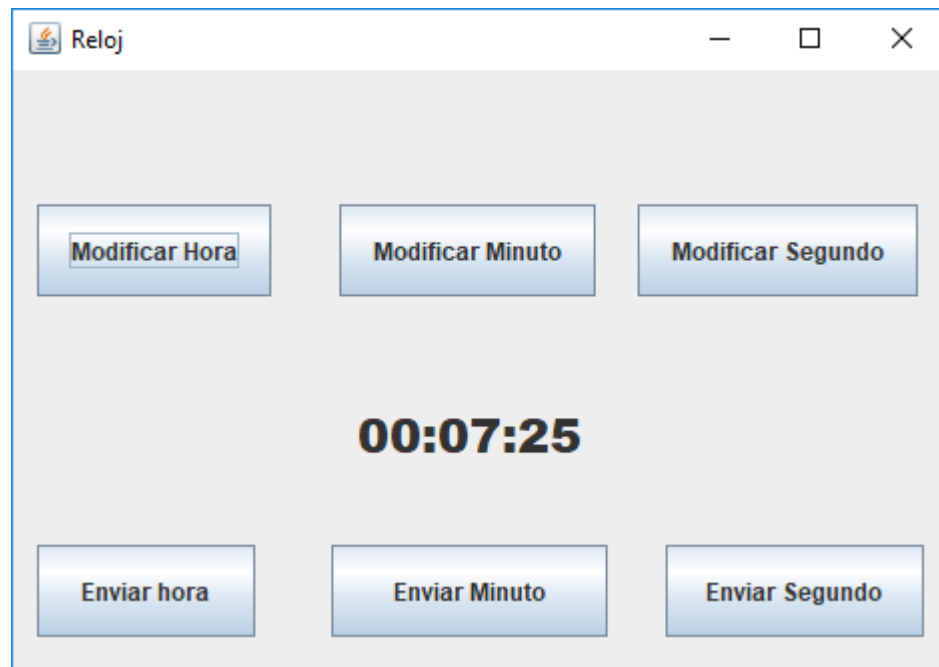 Reloj
Modificar Hora Modificar Minuto Modificar Segundo
00:07:25
Enviar hora Enviar Minuto Enviar Segundo